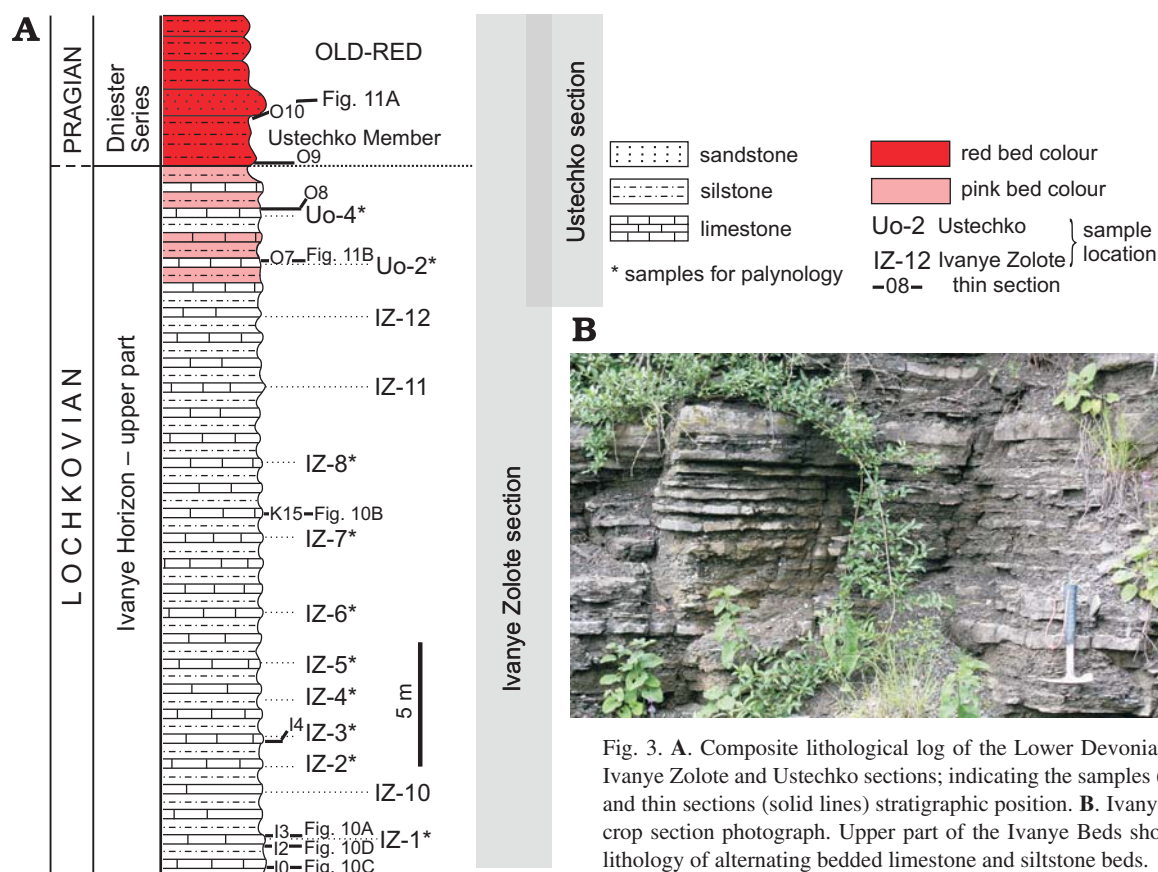 A
PRAGIAN
Dniester Series
OLD-RED
Fig. 11A
O10
Ustechko Member
O9
LOCHKOVIAN
Ivanye Horizon – upper part
O8
Uo-4*
O7 Fig. 11B
Uo-2*
IZ-12
IZ-11
IZ-8*
K15 Fig. 10B
IZ-7*
IZ-6*
IZ-5*
IZ-4*
I4 IZ-3*
IZ-2*
IZ-10
I3 Fig. 10A
IZ-1*
I2 Fig. 10D
I0 Fig. 10C
5 m
Ustechko section
Ivanye Zolote section
sandstone
silstone
limestone
* samples for palynology
red bed colour
pink bed colour
Uo-2 Ustechko
IZ-12 Ivanye Zolote
sample location
–08– thin section
B
Fig. 3. A. Composite lithological log of the Lower Devonia
Ivanye Zolote and Ustechko sections; indicating the samples (
and thin sections (solid lines) stratigraphic position. B. Ivany
crop section photograph. Upper part of the Ivanye Beds sho
lithology of alternating bedded limestone and siltstone beds.